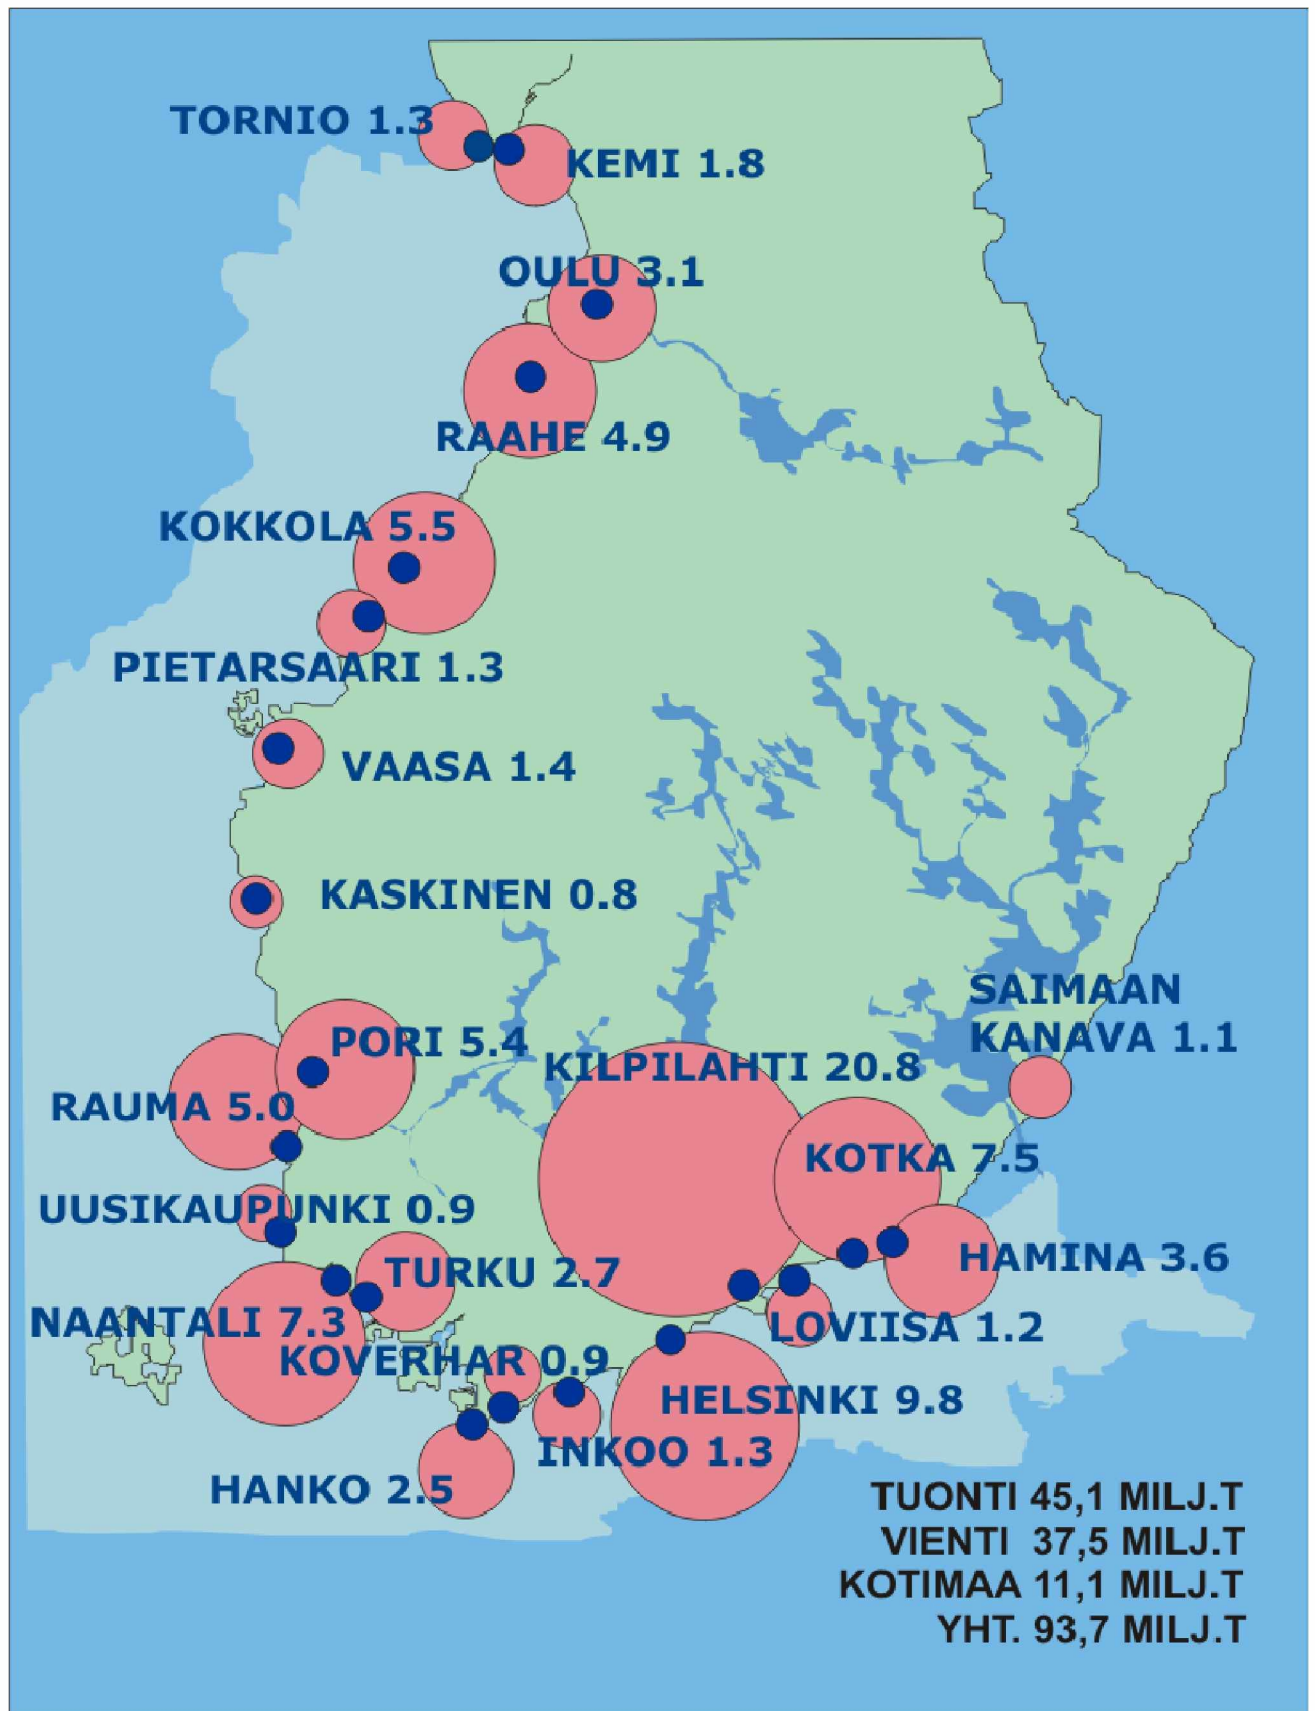 TORNIO 1.3
KEMI 1.8
OULU 3.1
RAAHE 4.9
KOKKOLA 5.5
PIETARSAARI 1.3
VAASA 1.4
KASKINEN 0.8
SAIMAAN
KANAVA 1.1
PORI 5.4
KILPILAHTI 20.8
RAUMA 5.0
KOTKA 7.5
UUSIKAUPUNKI 0.9
HAMINA 3.6
TURKU 2.7
NAANTALI 7.3
LOVIISA 1.2
KOVERHAR 0.9
HELSINKI 9.8
INKOO 1.3
HANKO 2.5
TUONTI 45,1 MILJ.T
VIENTI 37,5 MILJ.T
KOTIMAA 11,1 MILJ.T
YHT. 93,7 MILJ.T